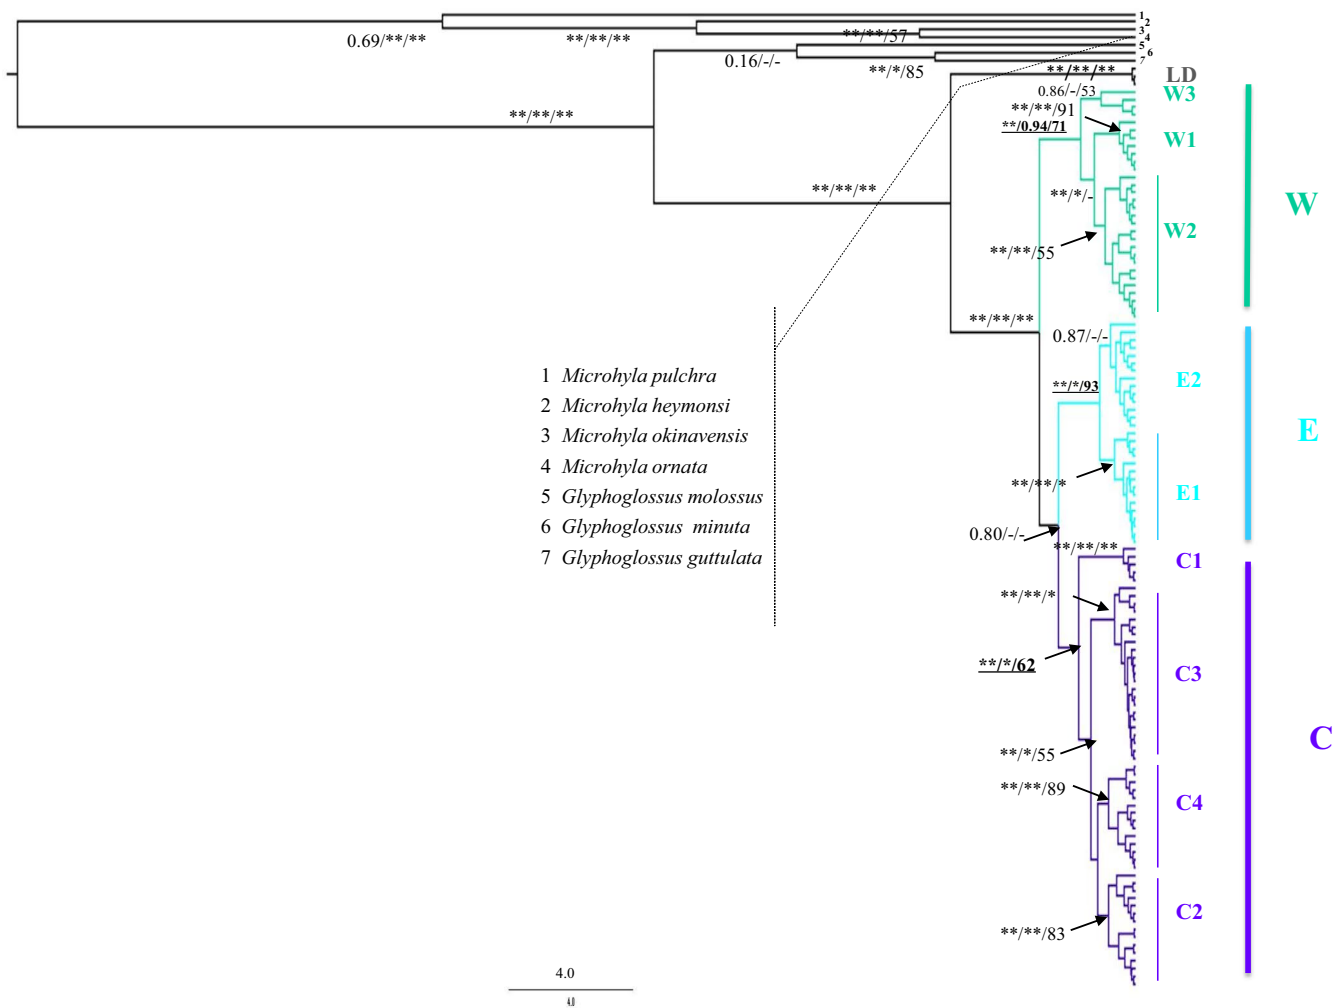 1
2
3
4
0.69/**/**
**/**/**
**/**/57
5
6
7
0.16/-/-
**/*/85
**/**/**
LD
0.86/-/53
W3
**/**/91
**/0.94/71
W1
**/**/**
**/**/**
**/*/-
W
W2
**/**/55
**/**/**
0.87/-/-
1 Microhyla pulchra
2 Microhyla heymonsi
3 Microhyla okinavensis
4 Microhyla ornata
5 Glyphoglossus molossus
6 Glyphoglossus minuta
7 Glyphoglossus guttulata
**/*/93
E2
E
**/**/*
E1
0.80/-/-
**/**/**
C1
**/**/*
**/*/62
C3
C
**/*/55
**/**/89
C4
C2
**/**/83
4.0
4.0